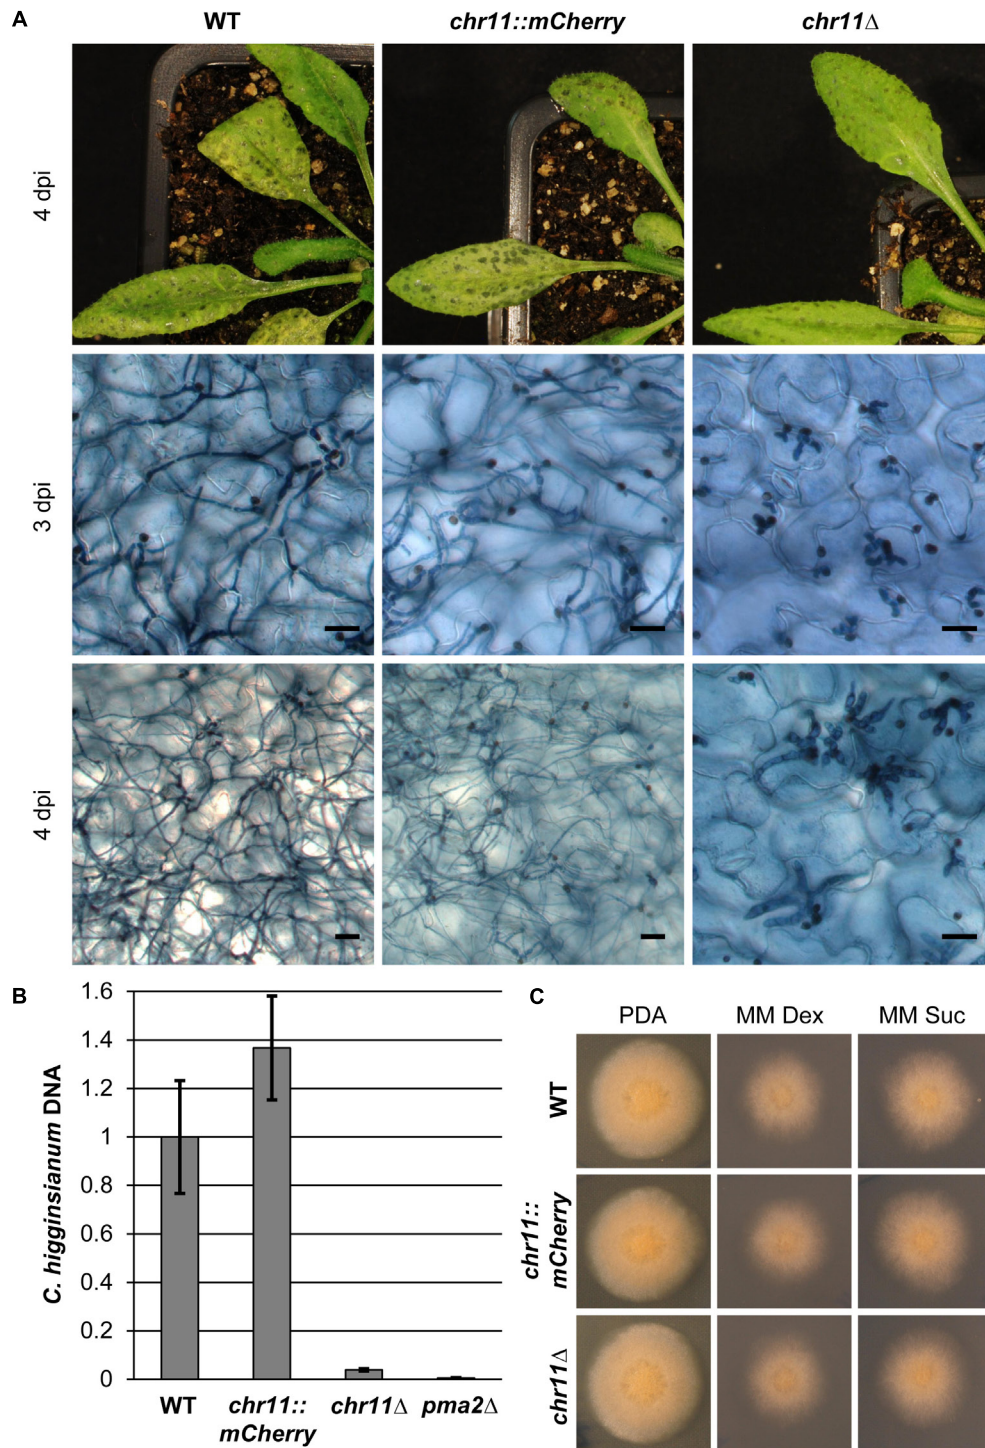 A
WT
chr11::mCherry
chr11Δ
4 dpi
3 dpi
4 dpi
B
C. higginsianum DNA
1.6
1.4
1.2
1
0.8
0.6
0.4
0.2
0
WT
chr11::
mCherry
chr11Δ
pma2Δ
C
PDA
MM Dex
MM Suc
WT
chr11::
mCherry
chr11Δ